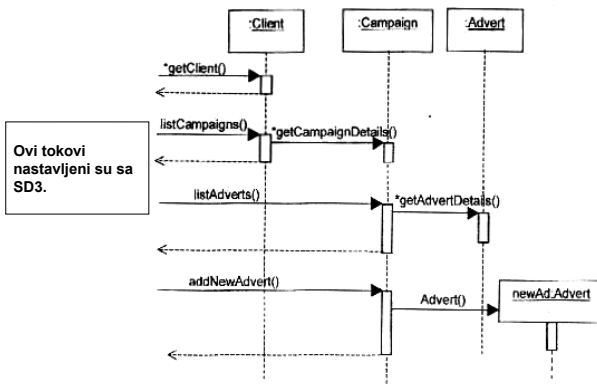 :Client
:Campaign
:Advert
*getClient()
listCampaigns()
*getCampaignDetails()
Ovi tokovi
nastavljeni su sa
SD3.
listAdverts()
*getAdvertDetails()
addNewAdvert()
Advert()
newAd:Advert